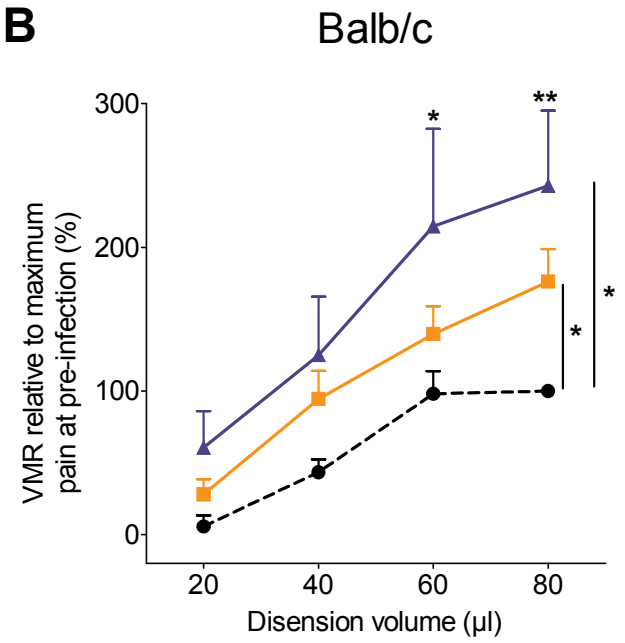 B
Balb/c
VMR relative to maximum
pain at pre-infection (%)
300
200
100
0
*
**
*
*
20 40 60 80
Disension volume (µl)